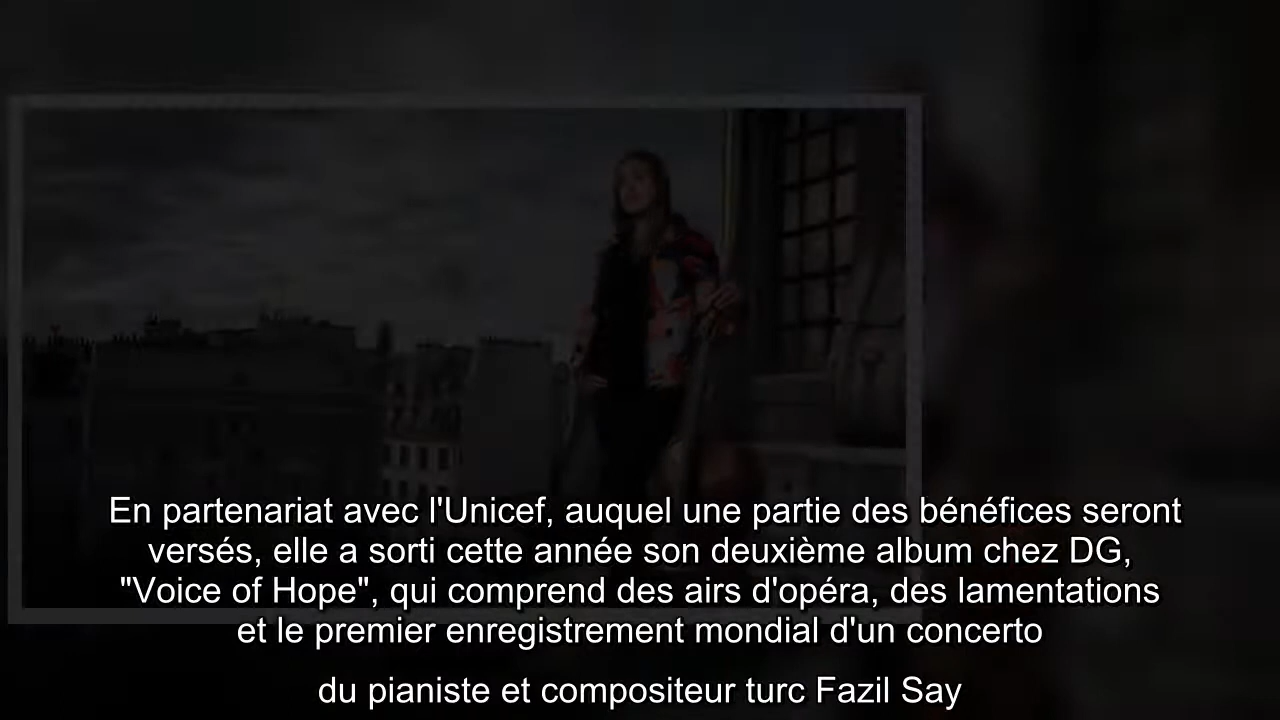 En partenariat avec l'Unicef, auquel une partie des bénéfices seront
versés, elle a sorti cette année son deuxième album chez DG,
"Voice of Hope", qui comprend des airs d'opéra, des lamentations
et le premier enregistrement mondial d'un concerto
du pianiste et compositeur turc Fazil Say